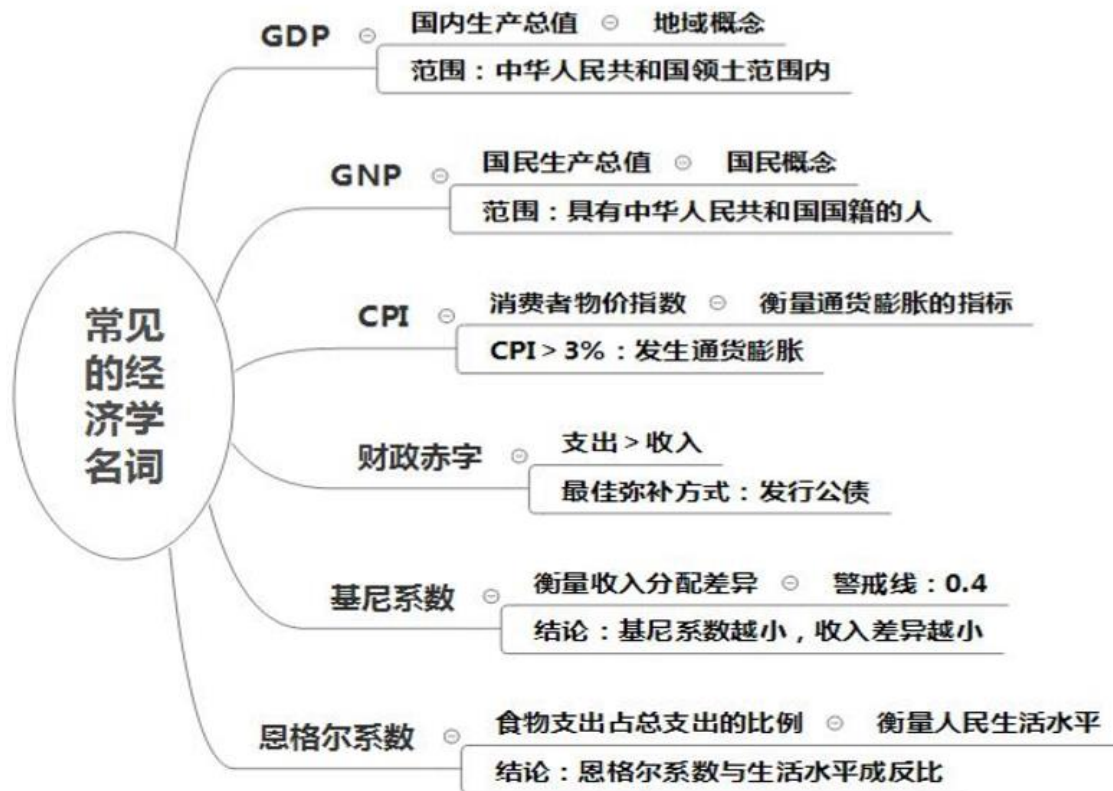 常见的经济学名词
GDP
国内生产总值
地域概念
范围：中华人民共和国领土范围内
GNP
国民生产总值
国民概念
范围：具有中华人民共和国国籍的人
CPI
消费者物价指数
衡量通货膨胀的指标
CPI＞3%：发生通货膨胀
财政赤字
支出＞收入
最佳弥补方式：发行公债
基尼系数
衡量收入分配差异
警戒线：0.4
结论：基尼系数越小，收入差异越小
恩格尔系数
食物支出占总支出的比例
衡量人民生活水平
结论：恩格尔系数与生活水平成反比